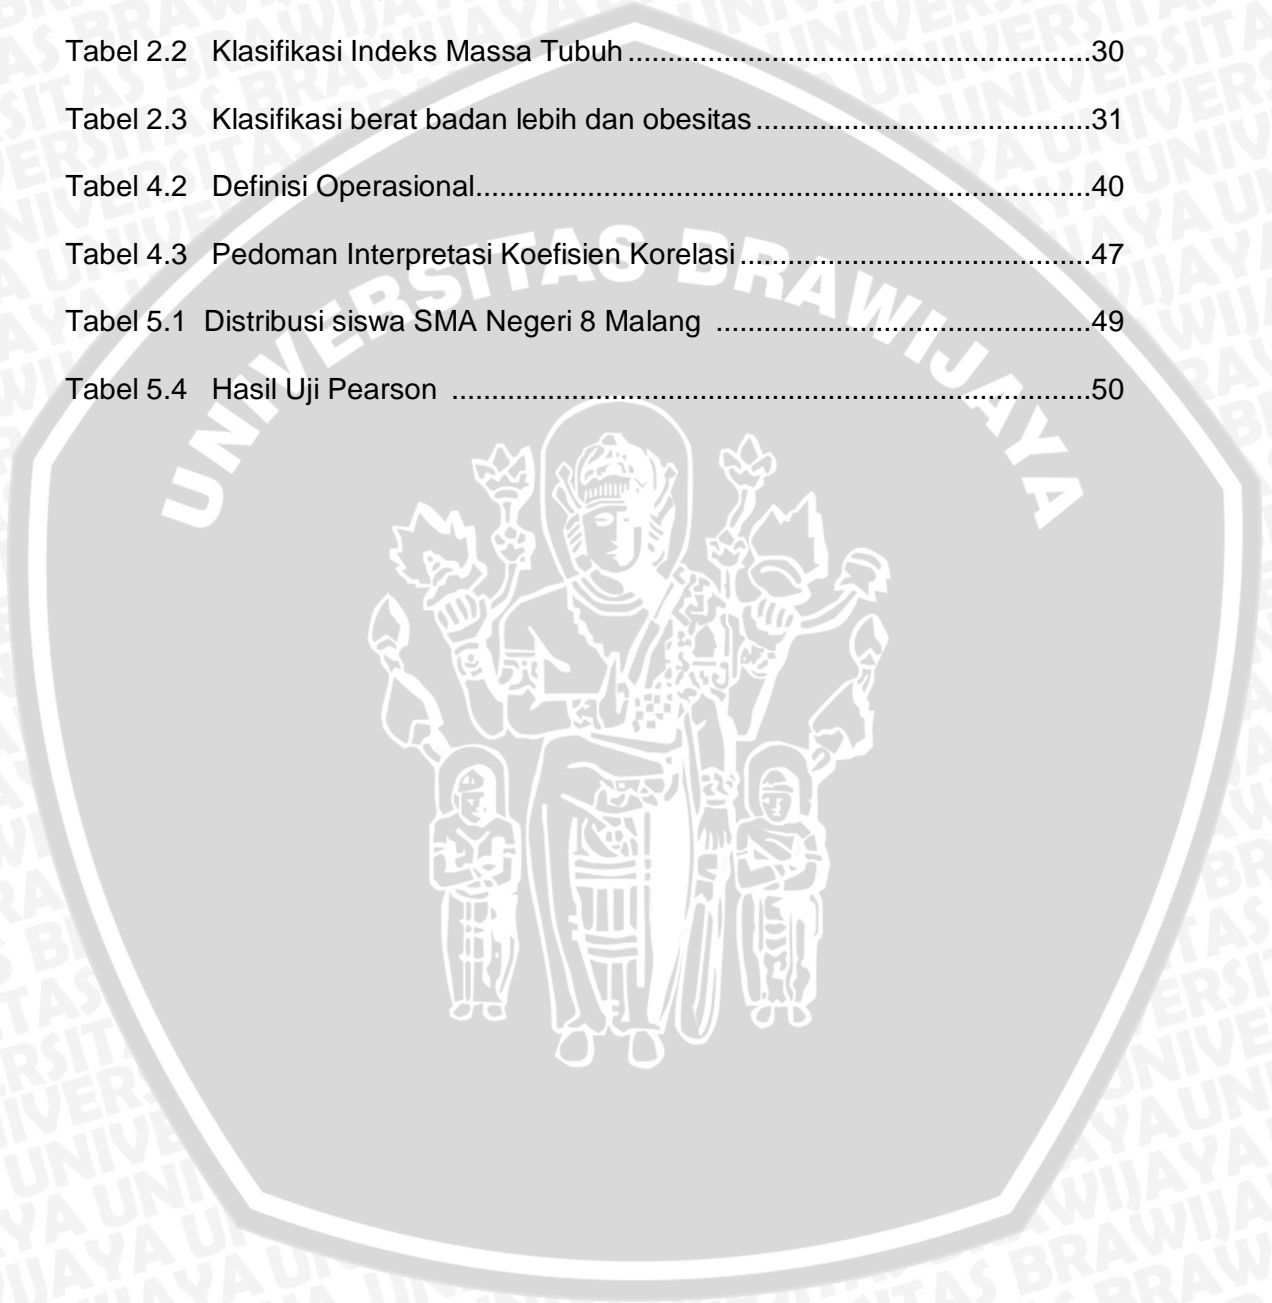 Tabel 2.2 Klasifikasi Indeks Massa Tubuh ........................................................30
Tabel 2.3 Klasifikasi berat badan lebih dan obesitas ........................................31
Tabel 4.2 Definisi Operasional..........................................................................40
Tabel 4.3 Pedoman Interpretasi Koefisien Korelasi ..........................................47
Tabel 5.1 Distribusi siswa SMA Negeri 8 Malang .............................................49
Tabel 5.4 Hasil Uji Pearson .............................................................................50
UNIVERSITAS BRAWIJAYA